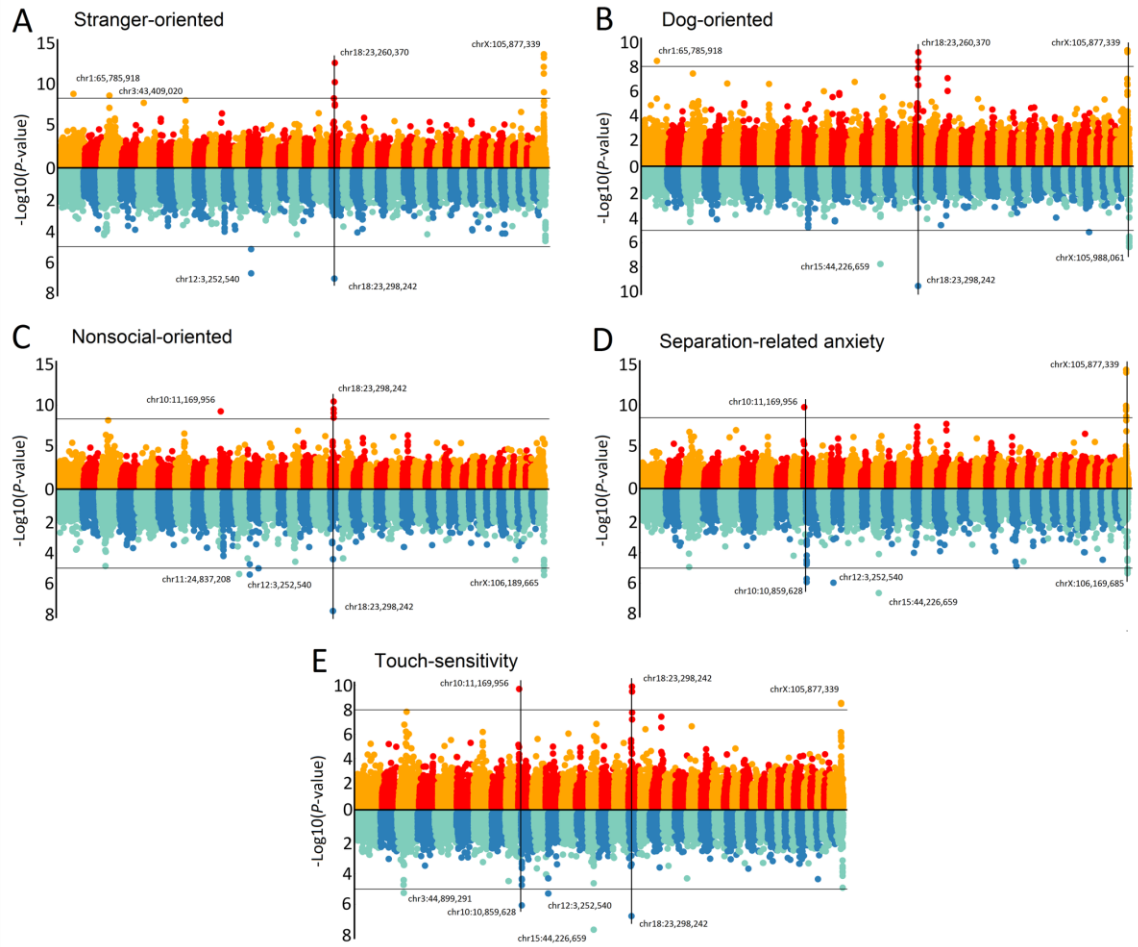 A Stranger-oriented
-Log10(P-value)
15
10
5
0
2
4
6
8
chr1:65,785,918
chr3:43,409,020
chr18:23,260,370
chrX:105,877,339
chr12:3,252,540
chr18:23,298,242
B Dog-oriented
-Log10(P-value)
10
8
6
4
2
0
2
4
6
8
10
chr1:65,785,918
chr18:23,260,370
chrX:105,877,339
chr15:44,226,659
chr18:23,298,242
chrX:105,988,061
C Nonsocial-oriented
-Log10(P-value)
15
10
5
0
2
4
6
8
chr10:11,169,956
chr18:23,298,242
chr11:24,837,208
chr12:3,252,540
chrX:106,189,665
chr18:23,298,242
D Separation-related anxiety
-Log10(P-value)
15
10
5
0
2
4
6
8
chr10:11,169,956
chrX:105,877,339
chr10:10,859,628
chr12:3,252,540
chr15:44,226,659
chrX:106,169,685
E Touch-sensitivity
-Log10(P-value)
10
8
6
4
2
0
2
4
6
8
chr10:11,169,956
chr18:23,298,242
chrX:105,877,339
chr3:44,899,291
chr10:10,859,628
chr12:3,252,540
chr15:44,226,659
chr18:23,298,242